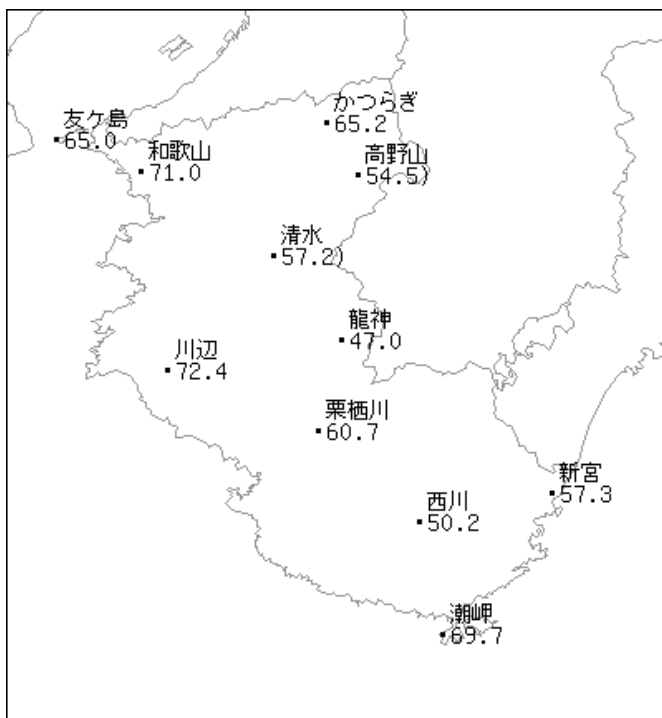 かつらぎ
65.2
友ケ島
65.0
和歌山
71.0
高野山
54.5)
清水
57.2)
龍神
47.0
川辺
72.4
栗栖川
60.7
新宮
57.3
西川
50.2
潮岬
69.7